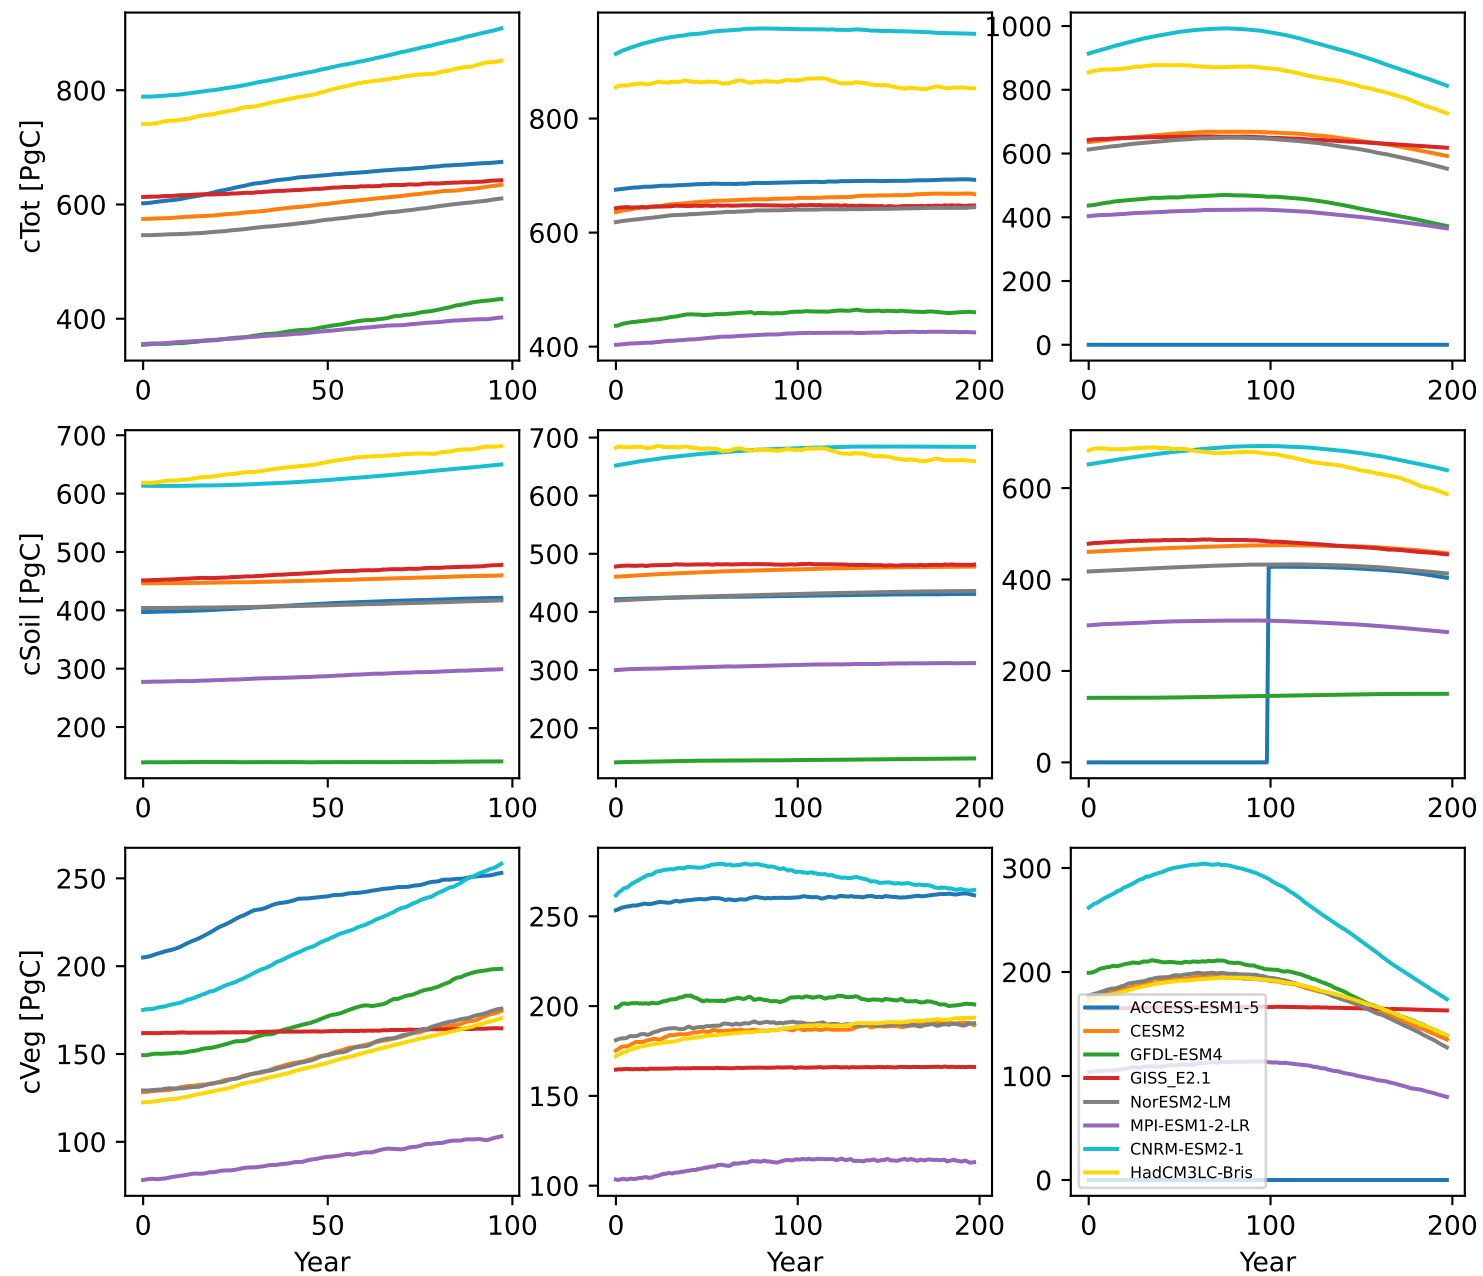 cTot [PgC]
800
600
400
0 50 100
800
600
400
0 100 200
1000
800
600
400
200
0
0 100 200
cSoil [PgC]
700
600
500
400
300
200
0 50 100
700
600
500
400
300
200
0 100 200
600
400
200
0
0 100 200
cVeg [PgC]
250
200
150
100
0 50 100
Year
250
200
150
100
0 100 200
Year
300
200
100
0
ACCESS-ESM1-5
CESM2
GFDL-ESM4
GISS_E2.1
NorESM2-LM
MPI-ESM1-2-LR
CNRM-ESM2-1
HadCM3LC-Bris
0 100 200
Year